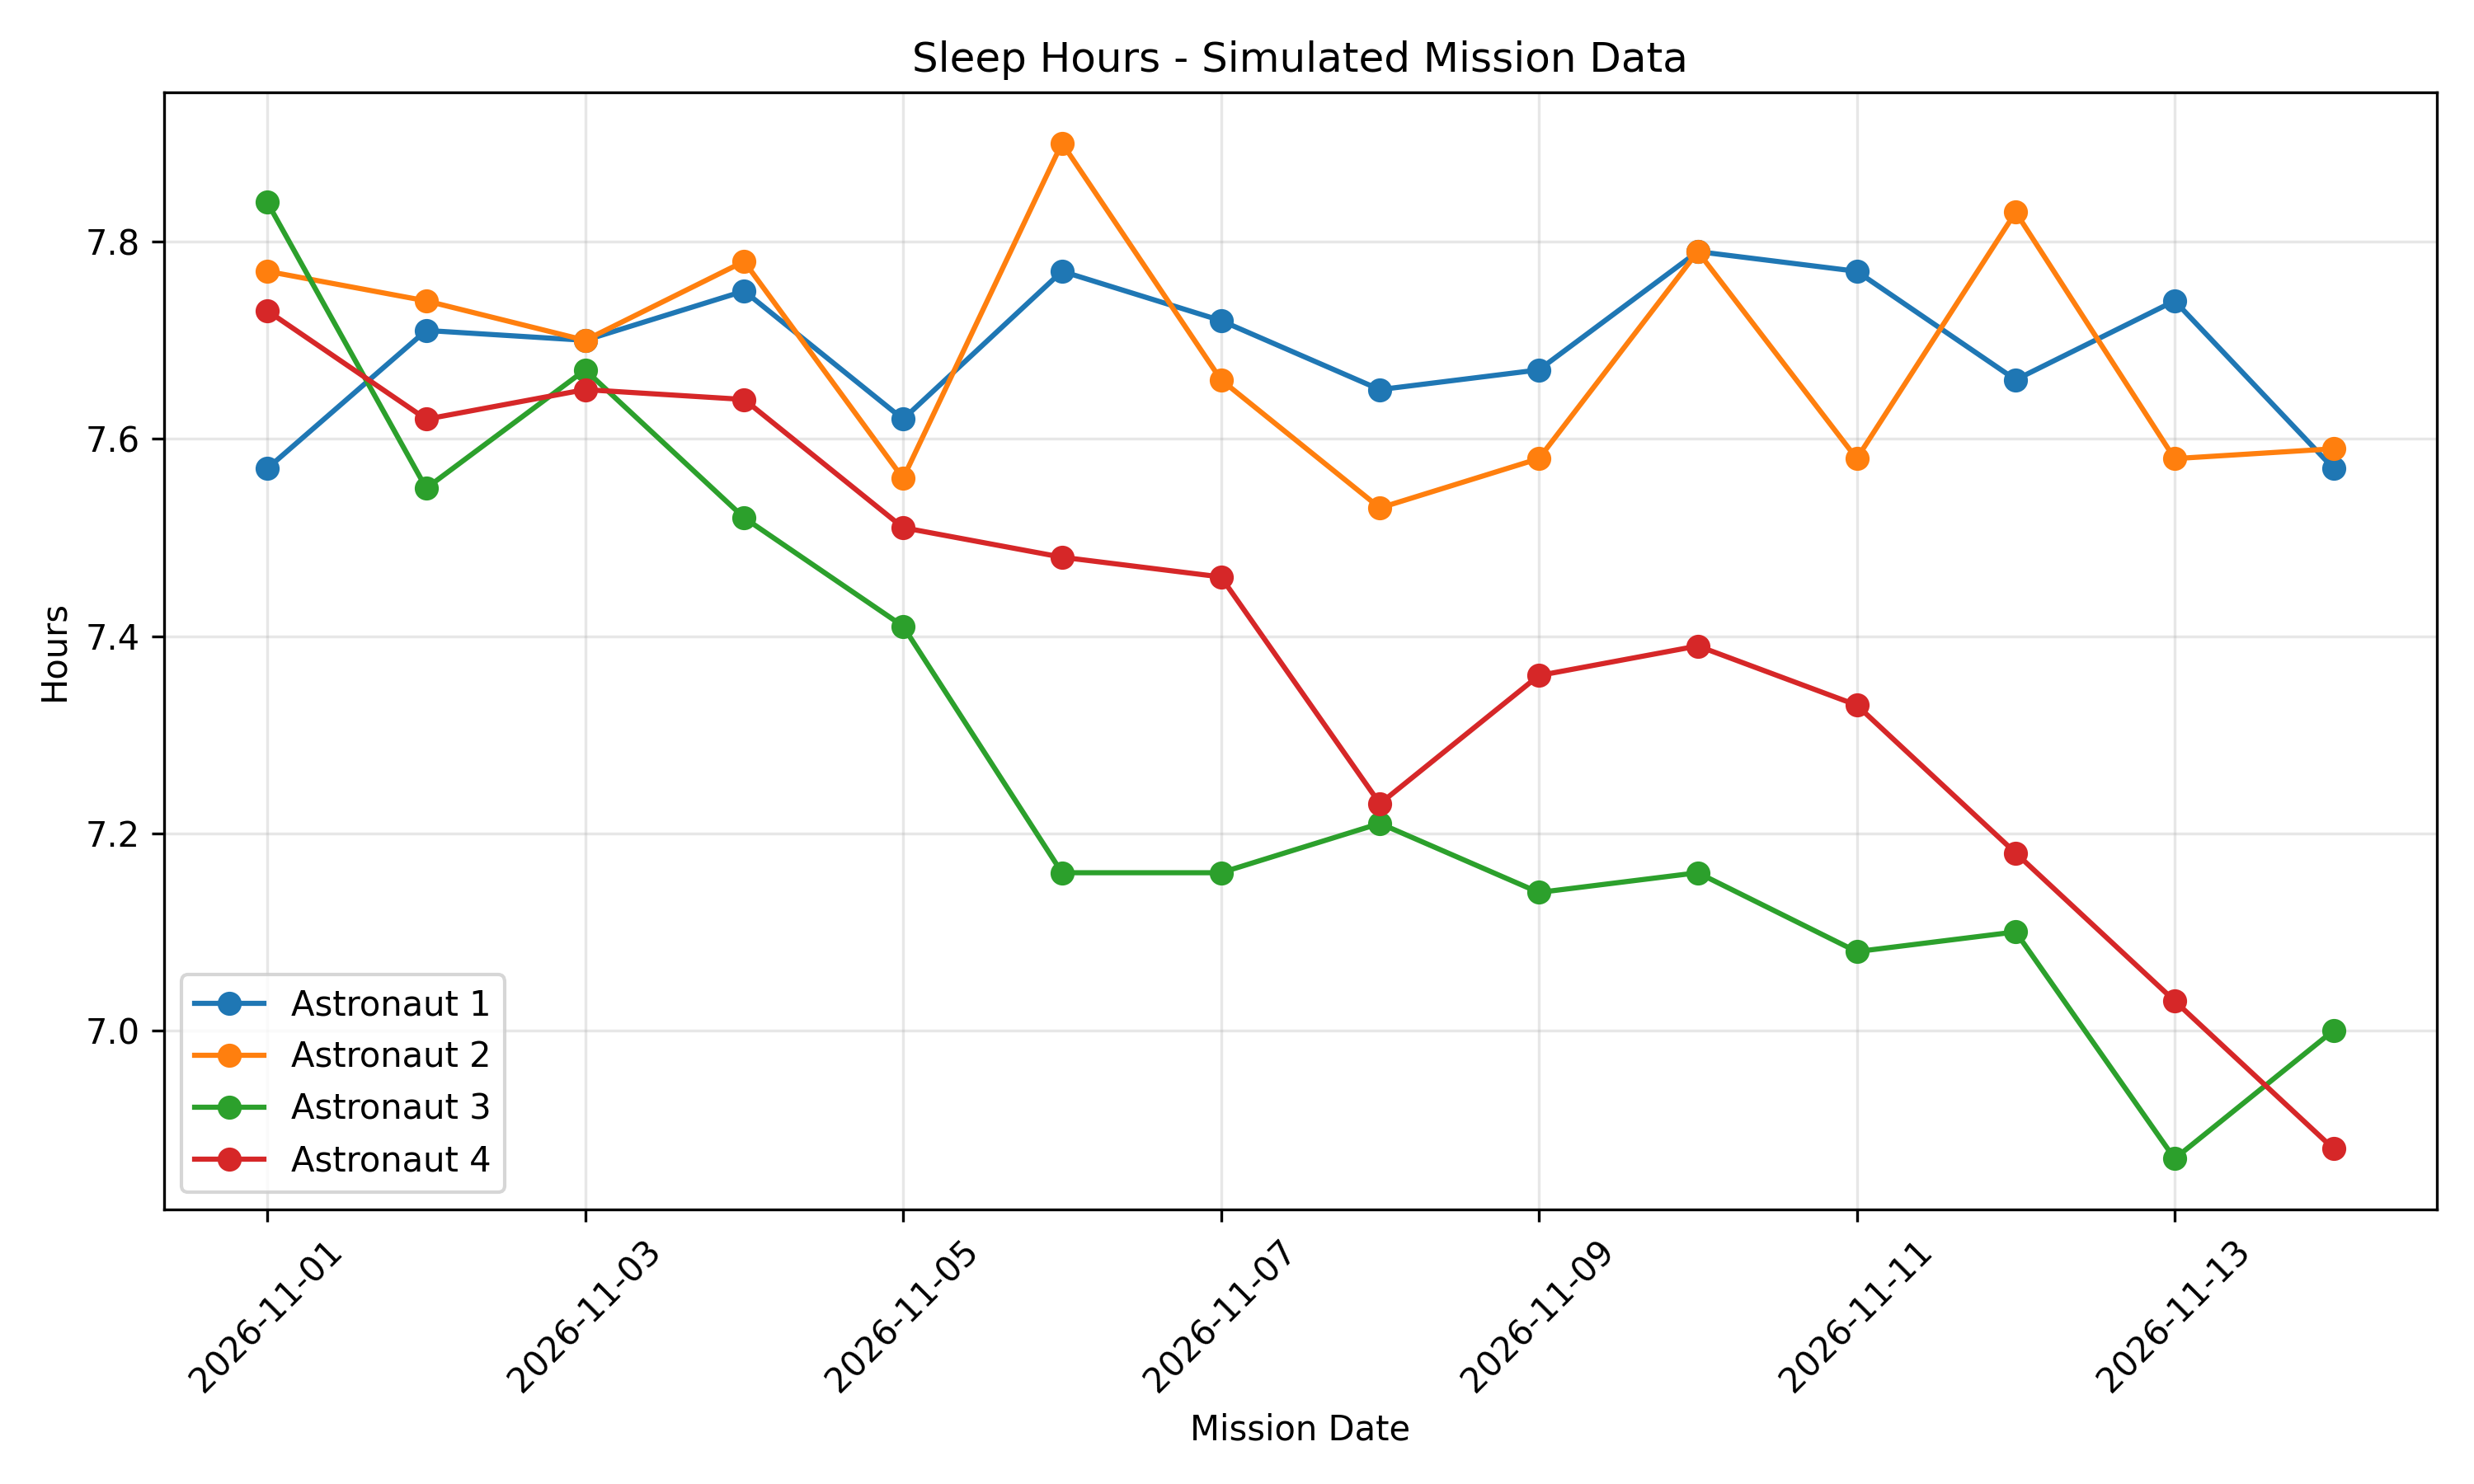 Sleep Hours - Simulated Mission Data
Hours
7.8
7.6
7.4
7.2
7.0
Astronaut 1
Astronaut 2
Astronaut 3
Astronaut 4
2026-11-01
2026-11-03
2026-11-05
2026-11-07
2026-11-09
2026-11-11
2026-11-13
Mission Date